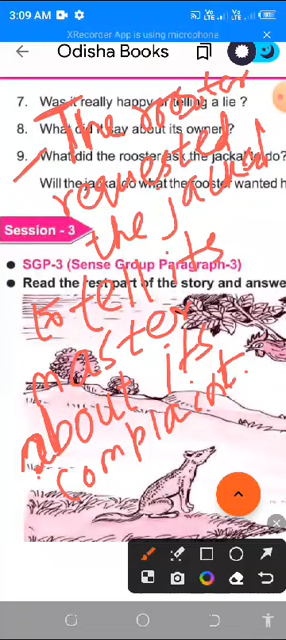 3:09 AM
XRecorder App is using microphone
Odisha Books
7. Was it really happy or telling a lie ?
8. What did it say about its owner ?
9. What did the rooster ask the jackal to do?
Will the jackal do what the rooster wanted h
Session - 3
SGP-3 (Sense Group Paragraph-3)
Read the rest part of the story and answe
The rooster
requested
the jackal
to tell its
master
about its
complaint.